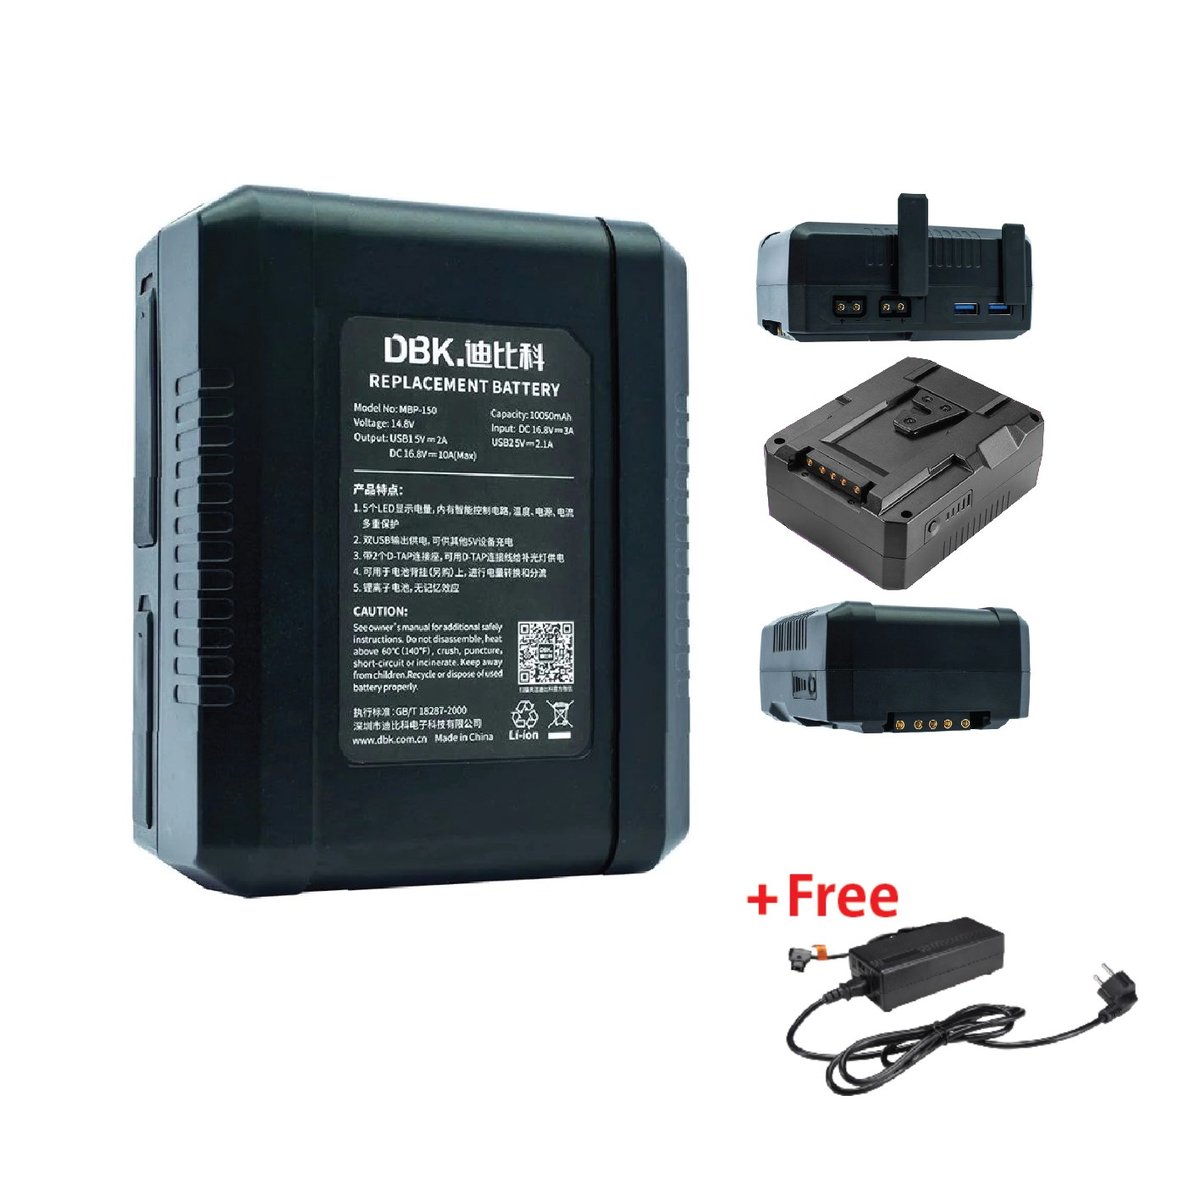 DBK.迪比科
REPLACEMENT BATTERY
Model No: MBP-150
Capacity: 10050mAh
Voltage: 14.8V
Input: DC 16.8V⎓3A
Output: USB1 5V⎓2A
USB2 5V⎓2.1A
DC 16.8V⎓10A(Max)
产品特点：
1. 5个LED显示电量，内有智能控制电路，温度、电源、电流
多重保护
2. 双USB输出供电，可供其他5V设备充电
3. 带2个D-TAP连接座，可用D-TAP连接线给补光灯供电
4. 可用于电池背挂（另购）上，进行电量转换和分流
5. 锂离子电池，无记忆效应
CAUTION:
See owner's manual for additional safety
instructions. Do not disassemble, heat
above 60°C (140°F), crush, puncture,
short-circuit or incinerate. Keep away
from children.Recycle or dispose of used
battery properly.
DBK
执行标准：GB/T 18287-2000
深圳市迪比科电子科技有限公司
www.dbk.com.cn Made in China
Li-ion
+ Free